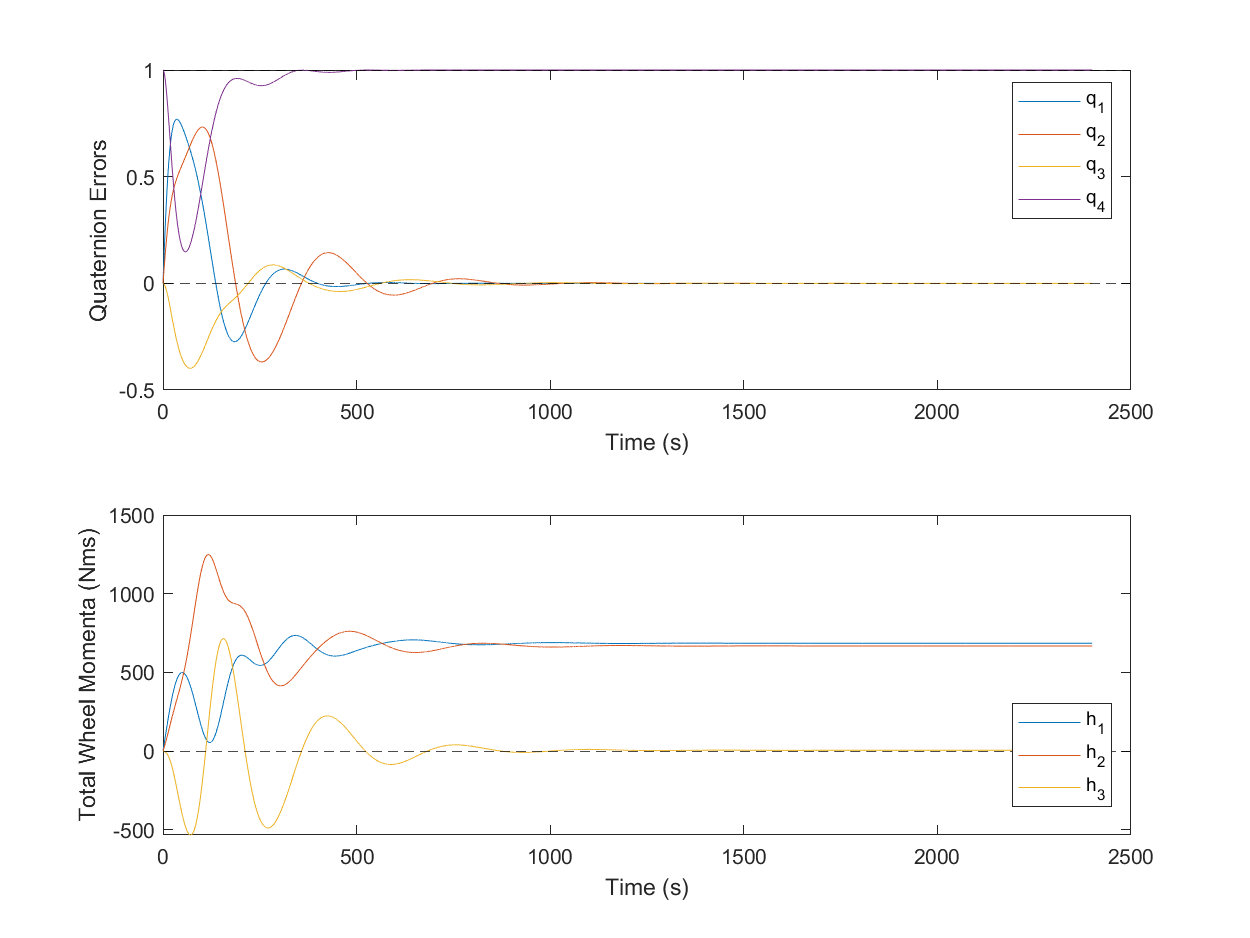 1
0.5
0
-0.5
Quaternion Errors
q1
q2
q3
q4
0 500 1000 1500 2000 2500
Time (s)
1500
1000
500
0
-500
Total Wheel Momenta (Nms)
h1
h2
h3
0 500 1000 1500 2000 2500
Time (s)